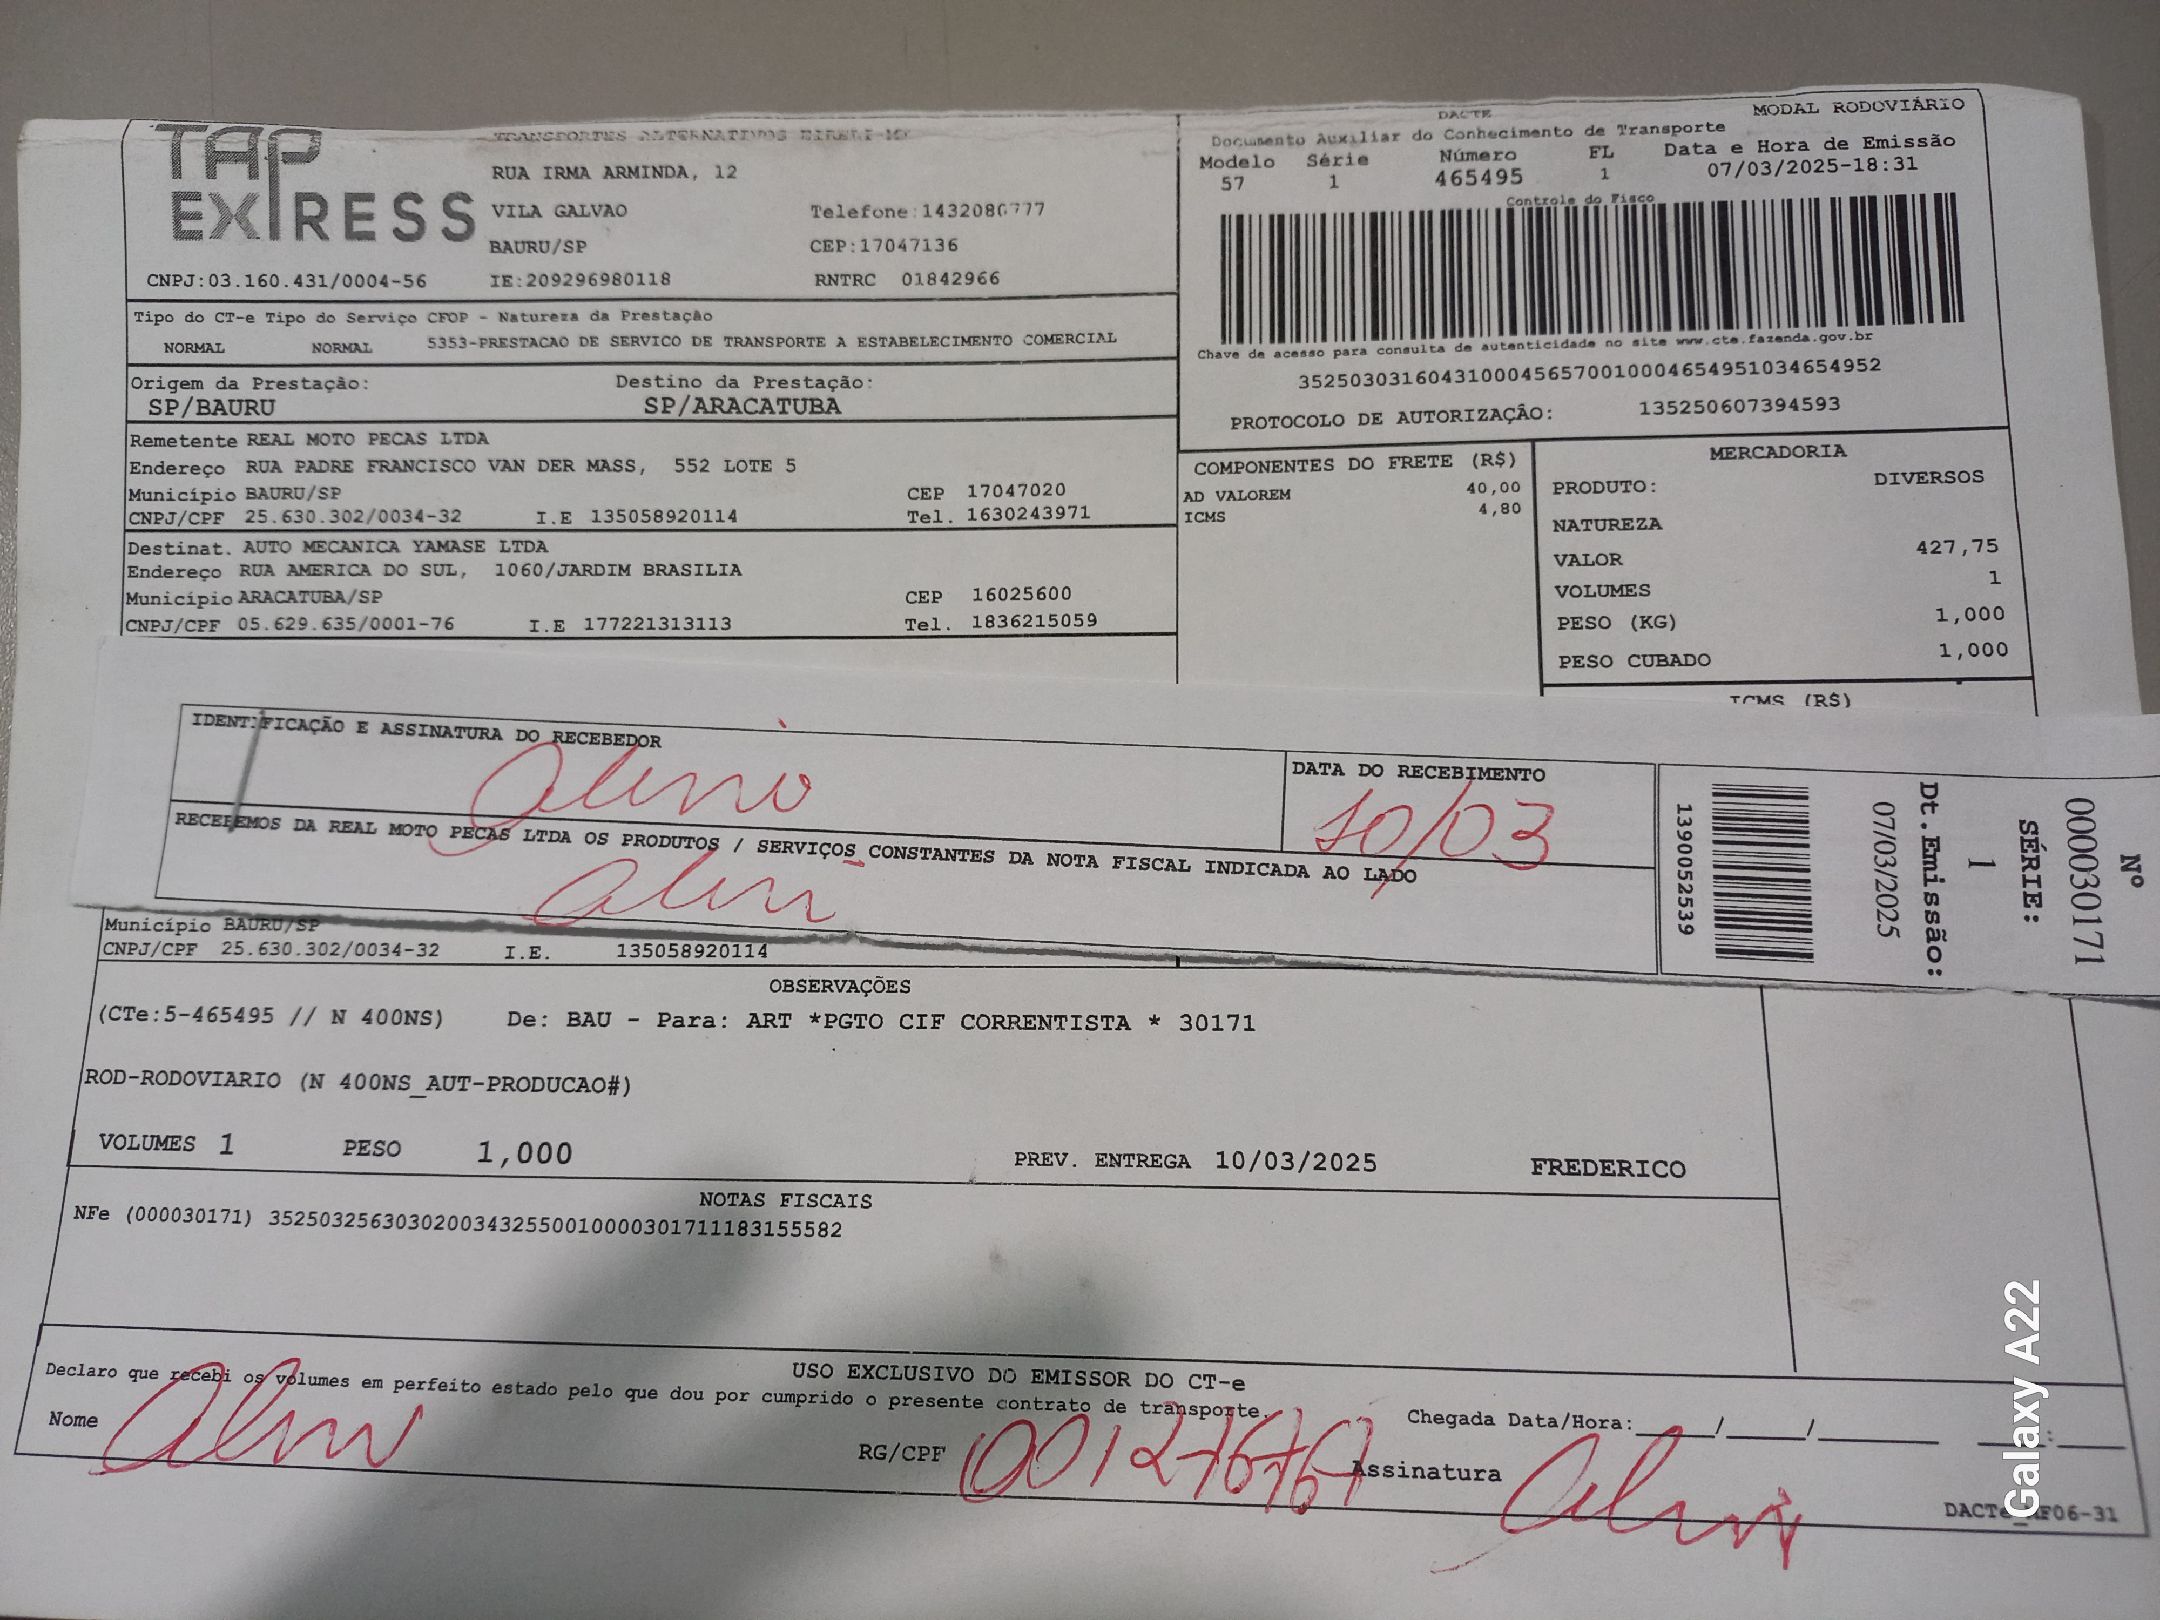 TAP EXPRESS
TRANSPORTES ALTERNATIVOS EIRELI-ME
RUA IRMA ARMINDA, 12
VILA GALVAO Telefone:1432086777
BAURU/SP CEP:17047136
CNPJ:03.160.431/0004-56 IE:209296980118 RNTRC 01842966
DACTE
MODAL RODOVIÁRIO
Documento Auxiliar do Conhecimento de Transporte
Modelo Série Número FL Data e Hora de Emissão
57 1 465495 1 07/03/2025-18:31
Controle do Fisco
Chave de acesso para consulta de autenticidade no site www.cte.fazenda.gov.br
35250303160431000456570010004654951034654952
PROTOCOLO DE AUTORIZAÇÃO: 135250607394593
Tipo do CT-e Tipo do Serviço CFOP - Natureza da Prestação
NORMAL NORMAL 5353-PRESTACAO DE SERVICO DE TRANSPORTE A ESTABELECIMENTO COMERCIAL
Origem da Prestação: Destino da Prestação:
SP/BAURU SP/ARACATUBA
Remetente REAL MOTO PECAS LTDA
Endereço RUA PADRE FRANCISCO VAN DER MASS, 552 LOTE 5
Município BAURU/SP CEP 17047020
CNPJ/CPF 25.630.302/0034-32 I.E 135058920114 Tel. 1630243971
Destinat. AUTO MECANICA YAMASE LTDA
Endereço RUA AMERICA DO SUL, 1060/JARDIM BRASILIA
Município ARACATUBA/SP CEP 16025600
CNPJ/CPF 05.629.635/0001-76 I.E 177221313113 Tel. 1836215059
COMPONENTES DO FRETE (R$)
AD VALOREM 40,00
ICMS 4,80
MERCADORIA
PRODUTO: DIVERSOS
NATUREZA
VALOR 427,75
VOLUMES 1
PESO (KG) 1,000
PESO CUBADO 1,000
ICMS (R$)
IDENTIFICAÇÃO E ASSINATURA DO RECEBEDOR
DATA DO RECEBIMENTO
10/03
RECEBEMOS DA REAL MOTO PECAS LTDA OS PRODUTOS / SERVIÇOS CONSTANTES DA NOTA FISCAL INDICADA AO LADO
Nº
000030171
SÉRIE:
1
Dt.Emissão:
07/03/2025
1390052539
Município BAURU/SP
CNPJ/CPF 25.630.302/0034-32 I.E. 135058920114
OBSERVAÇÕES
(CTe:5-465495 // N 400NS) De: BAU - Para: ART *PGTO CIF CORRENTISTA * 30171
ROD-RODOVIARIO (N 400NS_AUT-PRODUCAO#)
VOLUMES 1 PESO 1,000 PREV. ENTREGA 10/03/2025 FREDERICO
NOTAS FISCAIS
NFe (000030171) 35250325630302003432550010000301711183155582
USO EXCLUSIVO DO EMISSOR DO CT-e
Declaro que recebi os volumes em perfeito estado pelo que dou por cumprido o presente contrato de transporte.
Chegada Data/Hora:____/____/______ ____:____
Nome RG/CPF Assinatura
Galaxy A22